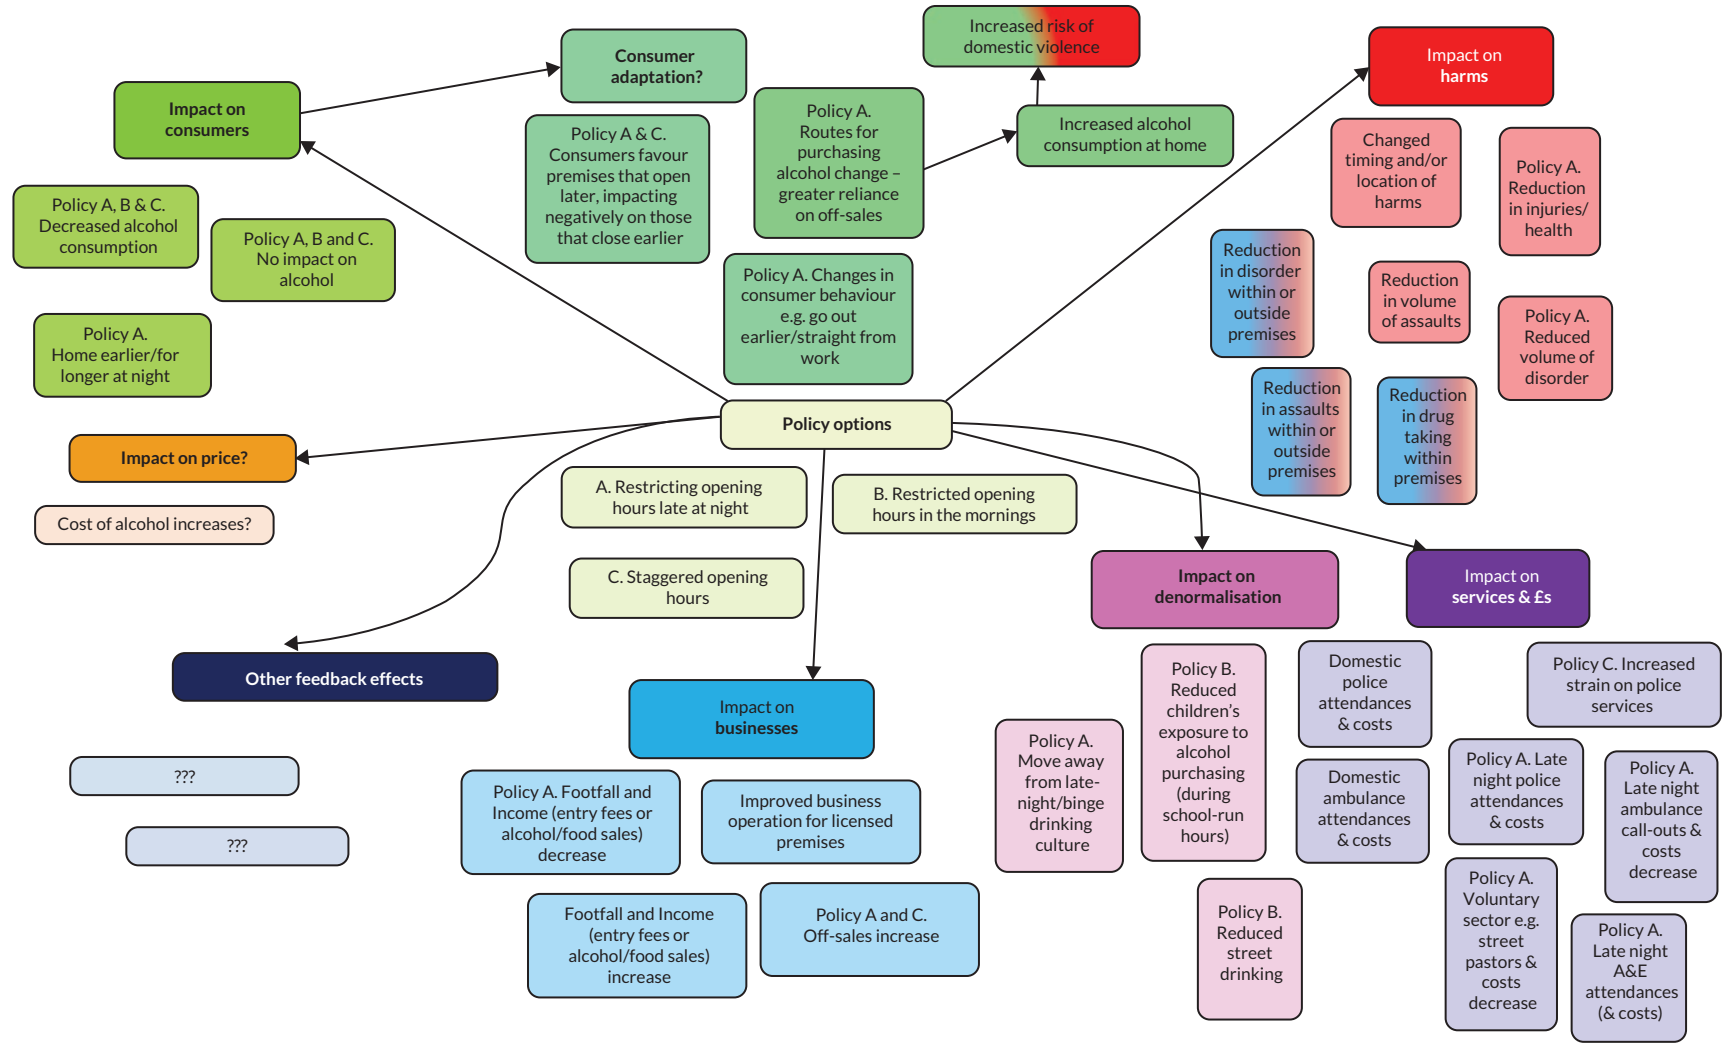 Impact on
consumers
Policy A, B & C.
Decreased alcohol
consumption
Policy A, B and C.
No impact on
alcohol
Policy A.
Home earlier/for
longer at night
Consumer
adaptation?
Policy A & C.
Consumers favour
premises that open
later, impacting
negatively on those
that close earlier
Policy A.
Routes for
purchasing
alcohol change –
greater reliance
on off-sales
Policy A. Changes in
consumer behaviour
e.g. go out
earlier/straight from
work
Increased risk of
domestic violence
Increased alcohol
consumption at home
Impact on
harms
Changed
timing and/or
location of
harms
Policy A.
Reduction
in injuries/
health
Reduction
in disorder
within or
outside
premises
Reduction
in volume
of assaults
Policy A.
Reduced
volume of
disorder
Reduction
in assaults
within or
outside
premises
Reduction
in drug
taking
within
premises
Policy options
A. Restricting opening
hours late at night
B. Restricted opening
hours in the mornings
C. Staggered opening
hours
Impact on price?
Cost of alcohol increases?
Other feedback effects
???
???
Impact on
businesses
Policy A. Footfall and
Income (entry fees or
alcohol/food sales)
decrease
Improved business
operation for licensed
premises
Footfall and Income
(entry fees or
alcohol/food sales)
increase
Policy A and C.
Off-sales increase
Impact on
denormalisation
Policy A.
Move away
from late-
night/binge
drinking
culture
Policy B.
Reduced
children’s
exposure to
alcohol
purchasing
(during
school-run
hours)
Policy B.
Reduced
street
drinking
Impact on
services & £s
Domestic
police
attendances
& costs
Policy C. Increased
strain on police
services
Domestic
ambulance
attendances
& costs
Policy A. Late
night police
attendances
& costs
Policy A.
Late night
ambulance
call-outs &
costs
decrease
Policy A.
Voluntary
sector e.g.
street
pastors &
costs
decrease
Policy A.
Late night
A&E
attendances
(& costs)